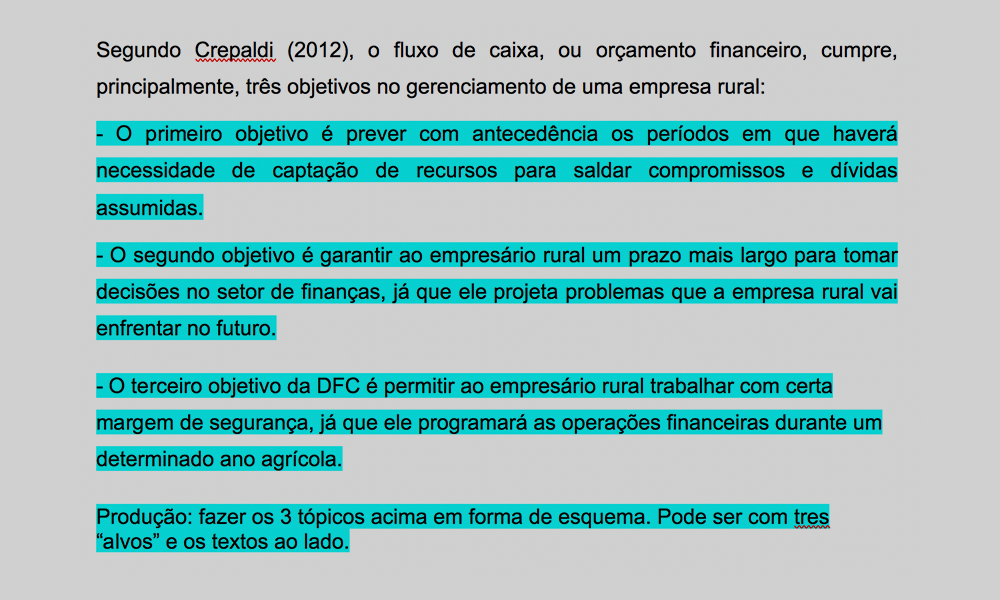 Segundo Crepaldi (2012), o fluxo de caixa, ou orçamento financeiro, cumpre,
principalmente, três objetivos no gerenciamento de uma empresa rural:
- O primeiro objetivo é prever com antecedência os períodos em que haverá
necessidade de captação de recursos para saldar compromissos e dívidas
assumidas.
- O segundo objetivo é garantir ao empresário rural um prazo mais largo para tomar
decisões no setor de finanças, já que ele projeta problemas que a empresa rural vai
enfrentar no futuro.
- O terceiro objetivo da DFC é permitir ao empresário rural trabalhar com certa
margem de segurança, já que ele programará as operações financeiras durante um
determinado ano agrícola.
Produção: fazer os 3 tópicos acima em forma de esquema. Pode ser com tres
“alvos” e os textos ao lado.